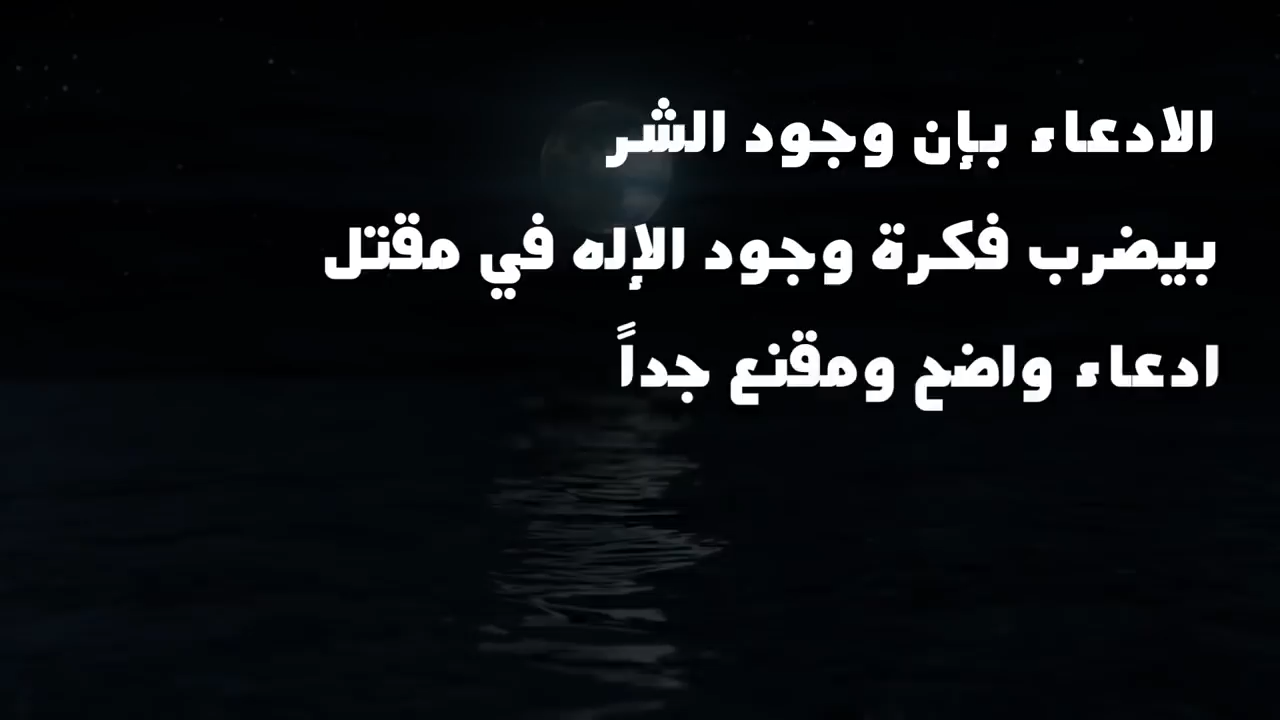 الادعاء بإن وجود الشر
بيضرب فكرة وجود الإله في مقتل
ادعاء واضح ومقنع جداً